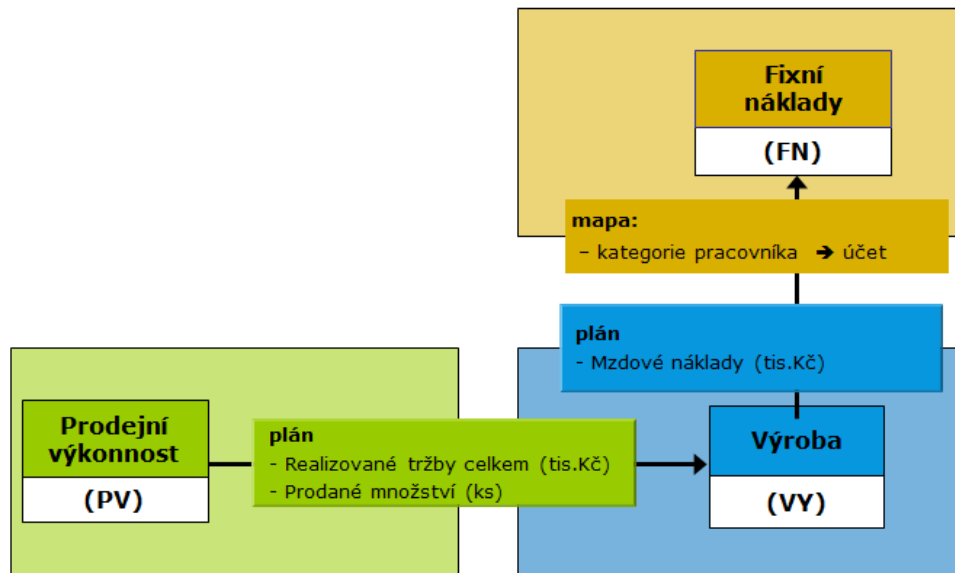 Fixní
náklady
(FN)
mapa:
– kategorie pracovníka ➔ účet
plán
- Mzdové náklady (tis.Kč)
Prodejní
výkonnost
(PV)
plán
- Realizované tržby celkem (tis.Kč)
- Prodané množství (ks)
Výroba
(VY)